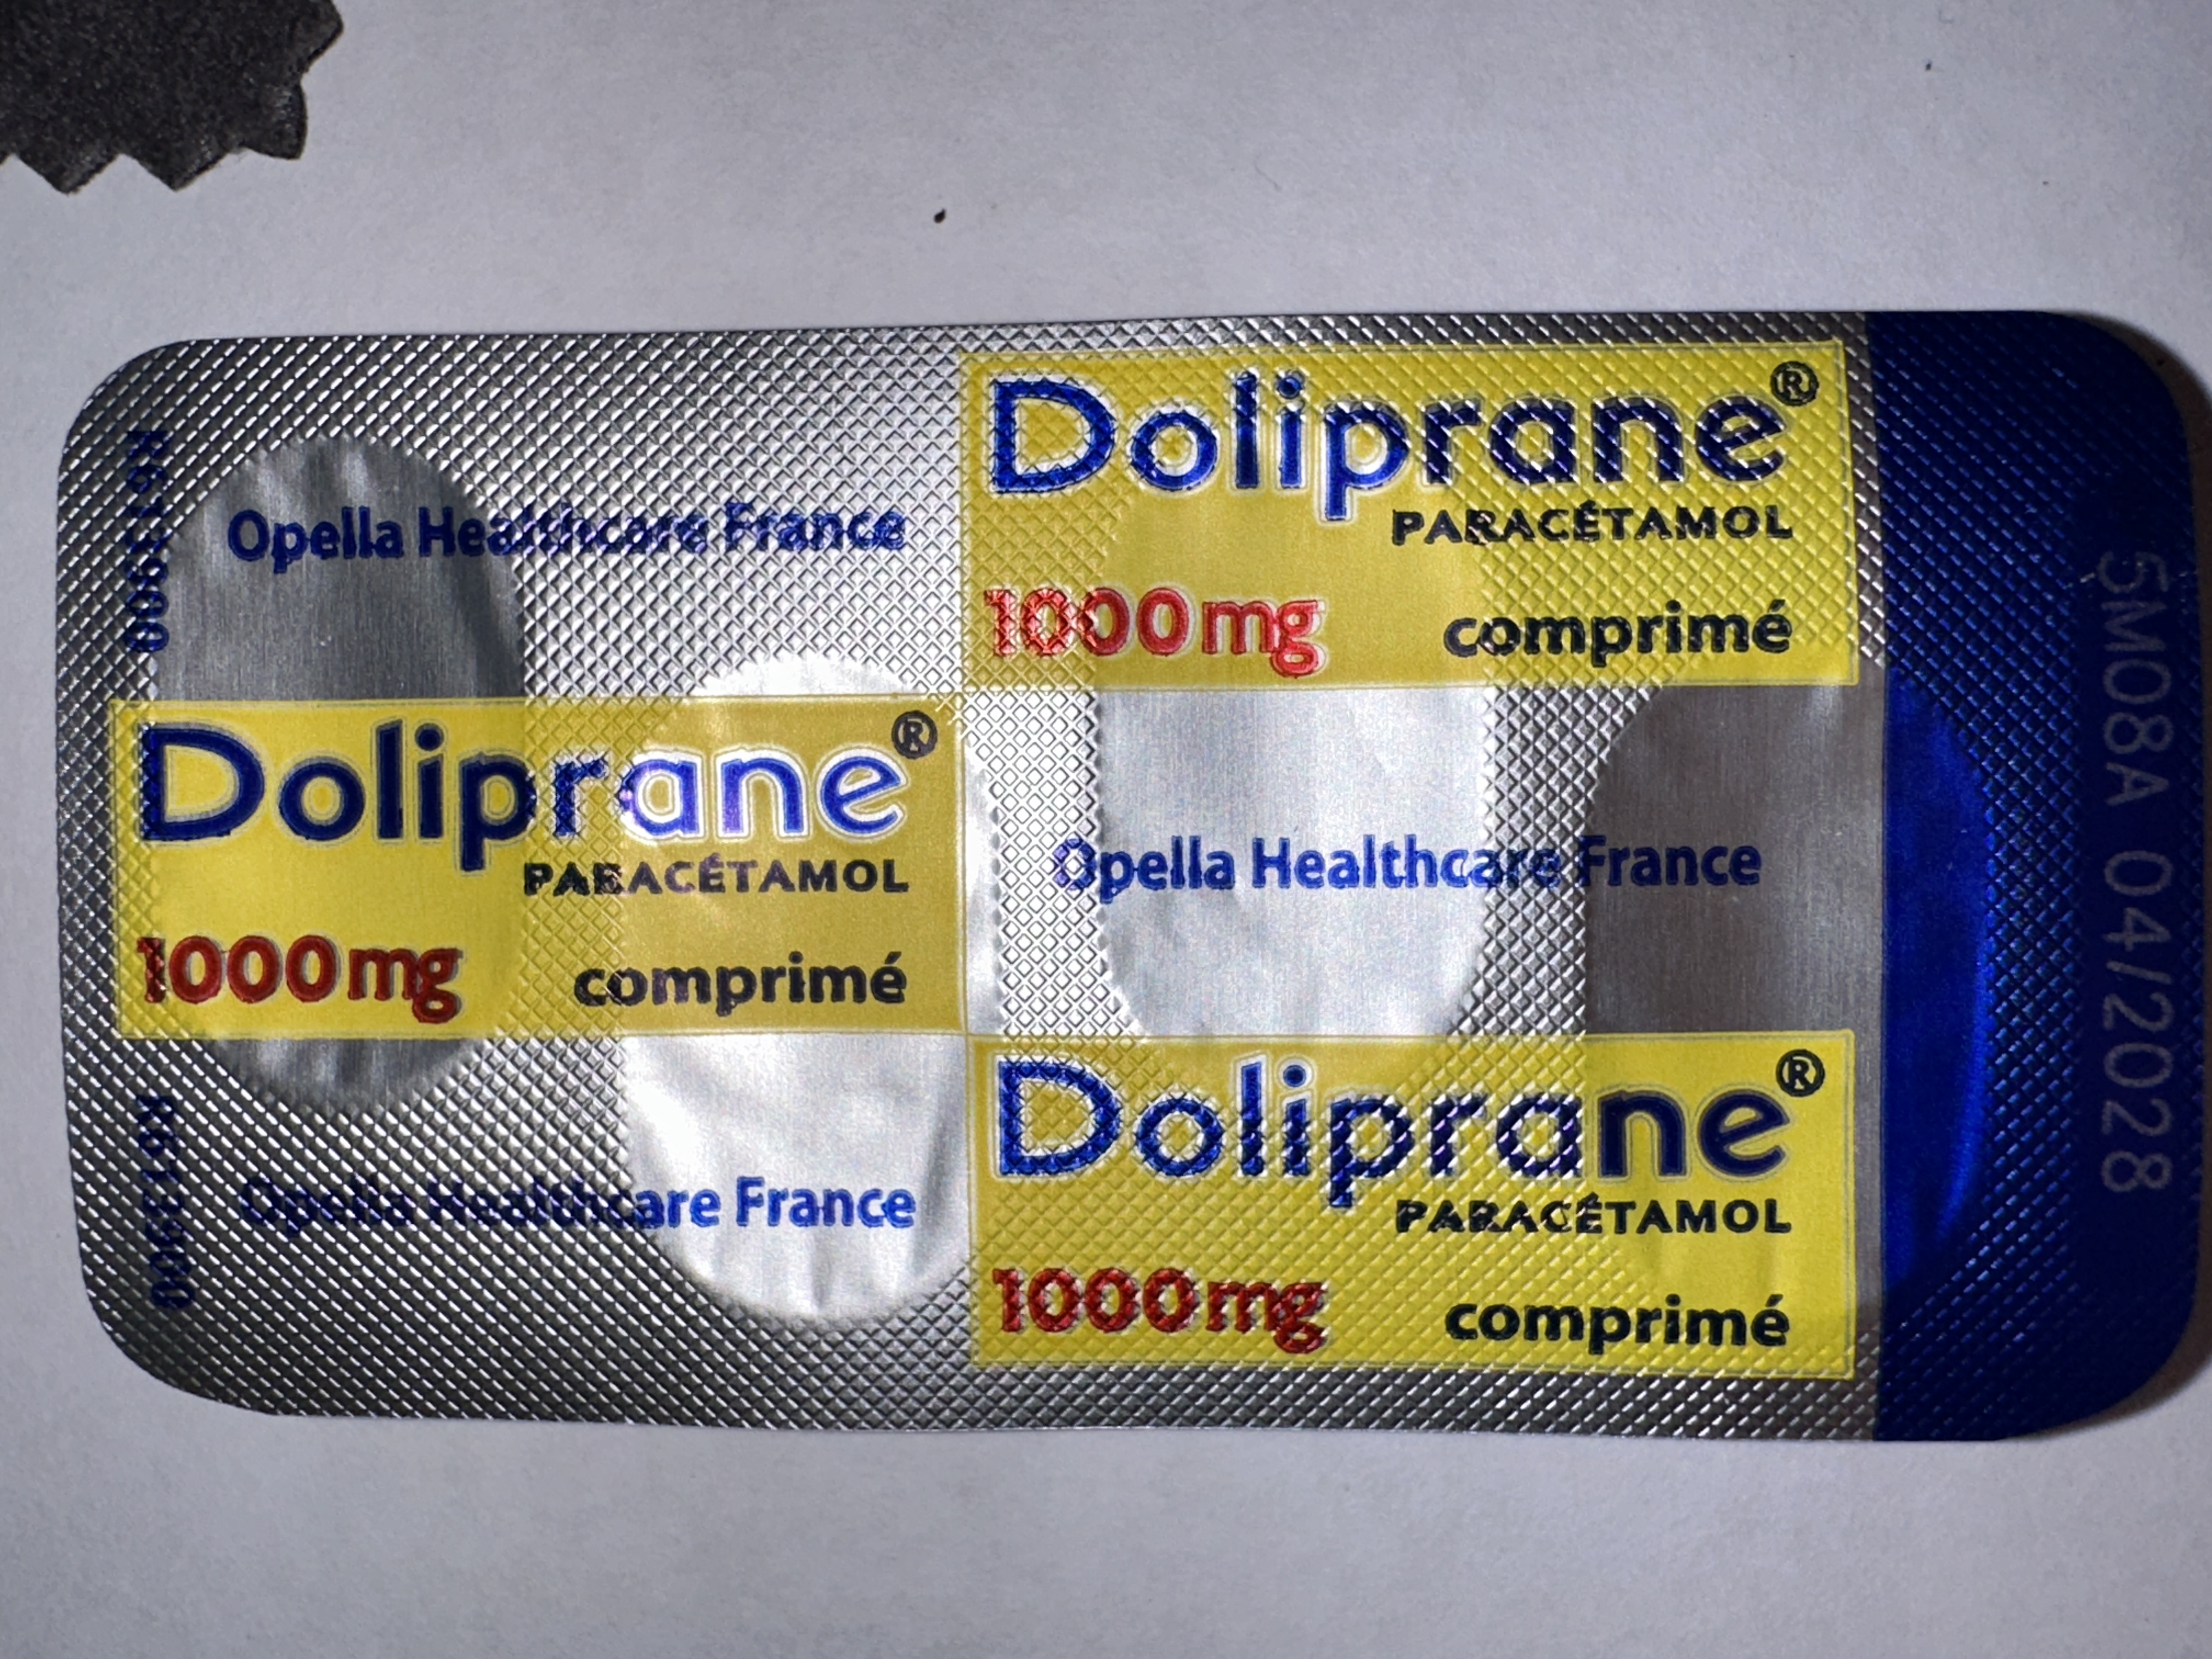 Doliprane®
PARACÉTAMOL
1000mg comprimé
Opella Healthcare France
Doliprane®
PARACÉTAMOL
1000mg comprimé
Opella Healthcare France
Opella Healthcare France
Doliprane®
PARACÉTAMOL
1000mg comprimé
5M08A 04/2028